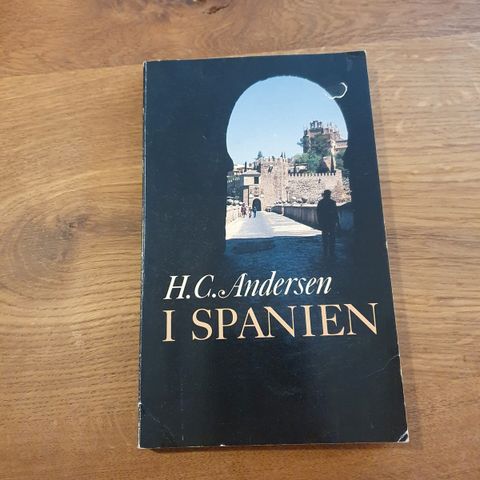 H.C. Andersen
I SPANIEN